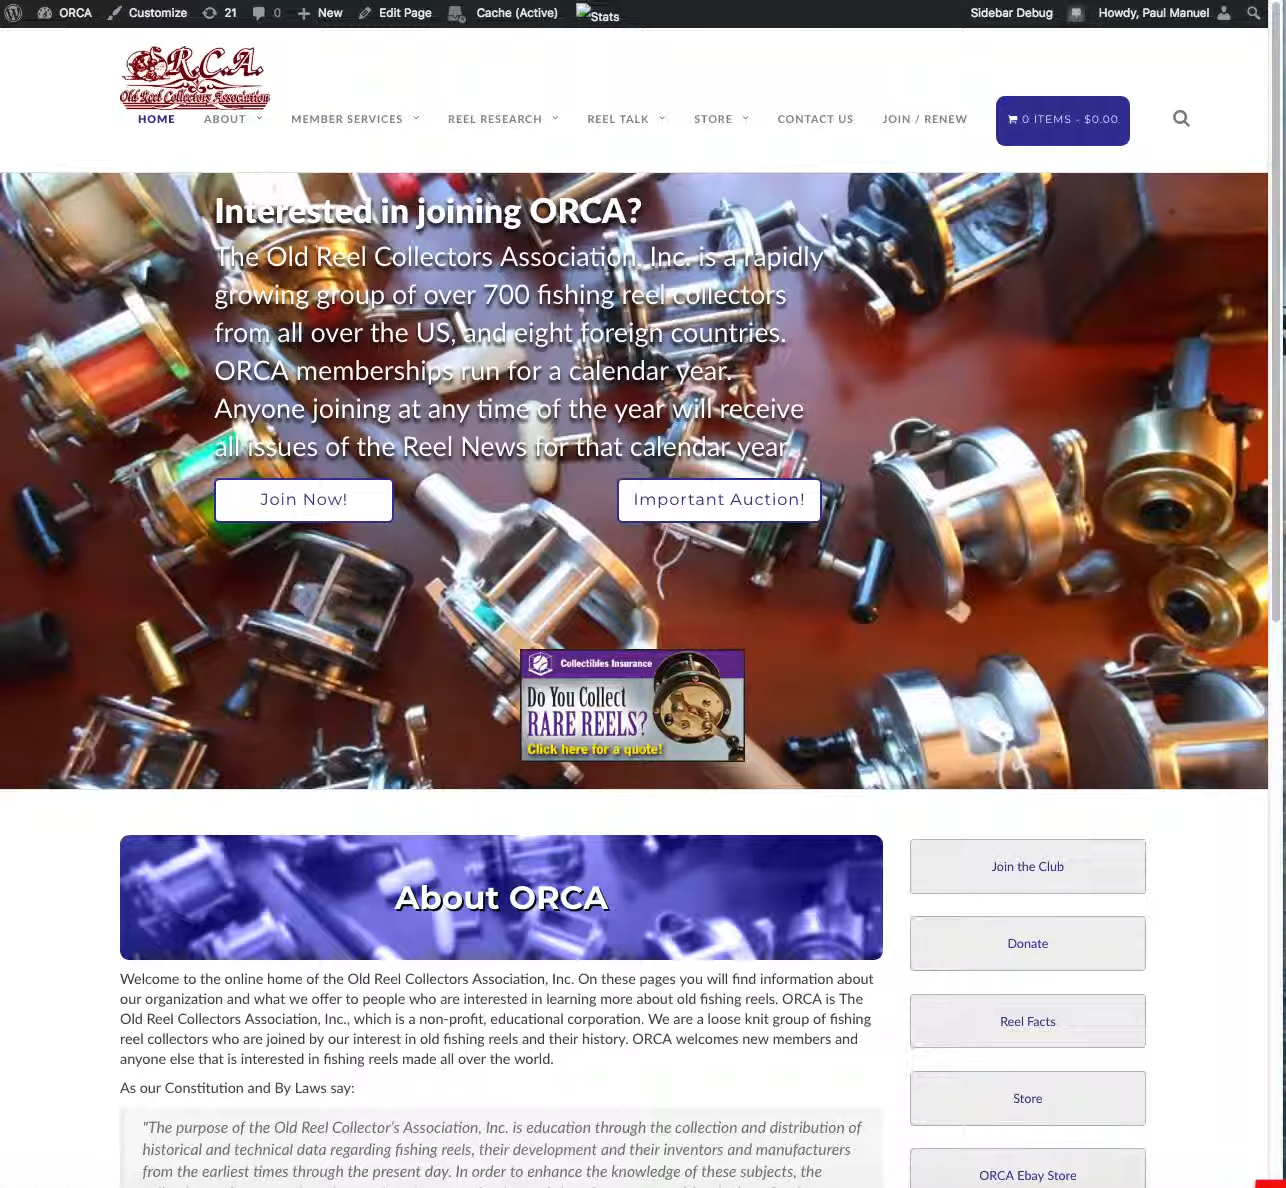 ORCA Customize 21 0 New Edit Page Cache (Active) Stats Sidebar Debug Howdy, Paul Manuel
O.R.C.A.
Old Reel Collectors Association
HOME ABOUT MEMBER SERVICES REEL RESEARCH REEL TALK STORE CONTACT US JOIN / RENEW 0 ITEMS - $0.00
Interested in joining ORCA?
The Old Reel Collectors Association, Inc. is a rapidly
growing group of over 700 fishing reel collectors
from all over the US, and eight foreign countries.
ORCA memberships run for a calendar year.
Anyone joining at any time of the year will receive
all issues of the Reel News for that calendar year.
Join Now! Important Auction!
Collectibles Insurance
Do You Collect
RARE REELS?
Click here for a quote!
About ORCA
Welcome to the online home of the Old Reel Collectors Association, Inc. On these pages you will find information about
our organization and what we offer to people who are interested in learning more about old fishing reels. ORCA is The
Old Reel Collectors Association, Inc., which is a non-profit, educational corporation. We are a loose knit group of fishing
reel collectors who are joined by our interest in old fishing reels and their history. ORCA welcomes new members and
anyone else that is interested in fishing reels made all over the world.
As our Constitution and By Laws say:
"The purpose of the Old Reel Collector's Association, Inc. is education through the collection and distribution of
historical and technical data regarding fishing reels, their development and their inventors and manufacturers
from the earliest times through the present day. In order to enhance the knowledge of these subjects, the
Join the Club
Donate
Reel Facts
Store
ORCA Ebay Store